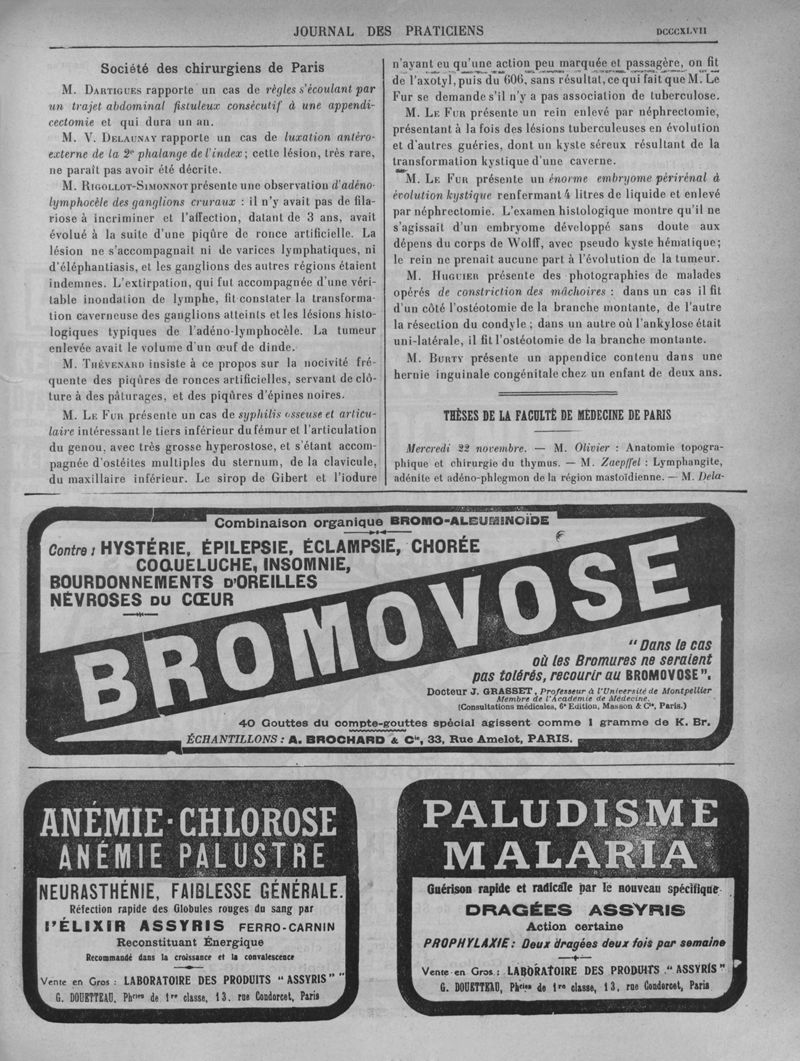 JOURNAL DES PRATICIENS
DCCCXLVII
Société des chirurgiens de Paris
M. DARTIGUES rapporte un cas de règles s'écoulant par
un trajet abdominal fistuleux consécutif à une appendi-
cectomie et qui dura un an.
M. V. DELAUNAY rapporte un cas de luxation antéro-
externe de la 2e phalange de l'index ; cette lésion, très rare,
ne paraît pas avoir été décrite.
M. RIGOLLOT-SIMONNOT présente une observation d'adéno-
lymphocèle des ganglions cruraux : il n'y avait pas de fila-
riose à incriminer et l'affection, datant de 3 ans, avait
évolué à la suite d'une piqûre de ronce artificielle. La
lésion ne s'accompagnait ni de varices lymphatiques, ni
d'éléphantiasis, et les ganglions des autres régions étaient
indemnes. L'extirpation, qui fut accompagnée d'une véri-
table inondation de lymphe, fit constater la transforma-
tion caverneuse des ganglions atteints et les lésions histo-
logiques typiques de l'adéno-lymphocèle. La tumeur
enlevée avait le volume d'un œuf de dinde.
M. THÉVENARD insiste à ce propos sur la nocivité fré-
quente des piqûres de ronces artificielles, servant de clô-
ture à des pâturages, et des piqûres d'épines noires.
M. LE FUR présente un cas de syphilis osseuse et articu-
laire intéressant le tiers inférieur du fémur et l'articulation
du genou, avec très grosse hyperostose, et s'étant accom-
pagnée d'ostéites multiples du sternum, de la clavicule,
du maxillaire inférieur. Le sirop de Gibert et l'iodure
n'ayant eu qu'une action peu marquée et passagère, on fit
de l'axotyl, puis du 606, sans résultat, ce qui fait que M. Le
Fur se demande s'il n'y a pas association de tuberculose.
M. LE FUR présente un rein enlevé par néphrectomie,
présentant à la fois des lésions tuberculeuses en évolution
et d'autres guéries, dont un kyste séreux résultant de la
transformation kystique d'une caverne.
M. LE FUR présente un énorme embryome périrénal à
évolution kystique renfermant 4 litres de liquide et enlevé
par néphrectomie. L'examen histologique montre qu'il ne
s'agissait d'un embryome développé sans doute aux
dépens du corps de Wolff, avec pseudo kyste hématique;
le rein ne prenait aucune part à l'évolution de la tumeur.
M. HUGUIER présente des photographies de malades
opérés de constriction des mâchoires : dans un cas il fit
d'un côté l'ostéotomie de la branche montante, de l'autre
la résection du condyle ; dans un autre où l'ankylose était
uni-latérale, il fit l'ostéotomie de la branche montante.
M. BURTY présente un appendice contenu dans une
hernie inguinale congénitale chez un enfant de deux ans.
THÈSES DE LA FACULTÉ DE MÉDECINE DE PARIS
Mercredi 22 novembre. — M. Olivier : Anatomie topogra-
phique et chirurgie du thymus. — M. Zaepffel : Lymphangite,
adénite et adéno-phlegmon de la région mastoïdienne. — M. Dela-
Combinaison organique BROMO-ALBUMINOÏDE
Contre : HYSTÉRIE, ÉPILEPSIE, ÉCLAMPSIE, CHORÉE
COQUELUCHE, INSOMNIE,
BOURDONNEMENTS D'OREILLES
NÉVROSES DU CŒUR
BROMOVOSE
"Dans le cas
où les Bromures ne seraient
pas tolérés, recourir au BROMOVOSE".
Docteur J. GRASSET, Professeur à l'Université de Montpellier
Membre de l'Académie de Médecine.
(Consultations médicales, 6e Edition, Masson & Cie, Paris.)
40 Gouttes du compte-gouttes spécial agissent comme 1 gramme de K. Br.
ÉCHANTILLONS : A. BROCHARD & Cie, 33, Rue Amelot, PARIS.
ANÉMIE-CHLOROSE
ANÉMIE PALUSTRE
NEURASTHÉNIE, FAIBLESSE GÉNÉRALE.
Réfection rapide des Globules rouges du sang par
l'ÉLIXIR ASSYRIS FERRO-CARNIN
Reconstituant Énergique
Recommandé dans la croissance et la convalescence
Vente en Gros : LABORATOIRE DES PRODUITS "ASSYRIS"
G. DOUETTEAU, Phcien de 1re classe, 13, rue Condorcet, Paris
PALUDISME
MALARIA
Guérison rapide et radicale par le nouveau spécifique
DRAGÉES ASSYRIS
Action certaine
PROPHYLAXIE : Deux dragées deux fois par semaine
Vente en Gros : LABORATOIRE DES PRODUITS "ASSYRIS"
G. DOUETTEAU, Phcien de 1re classe, 13, rue Condorcet, Paris